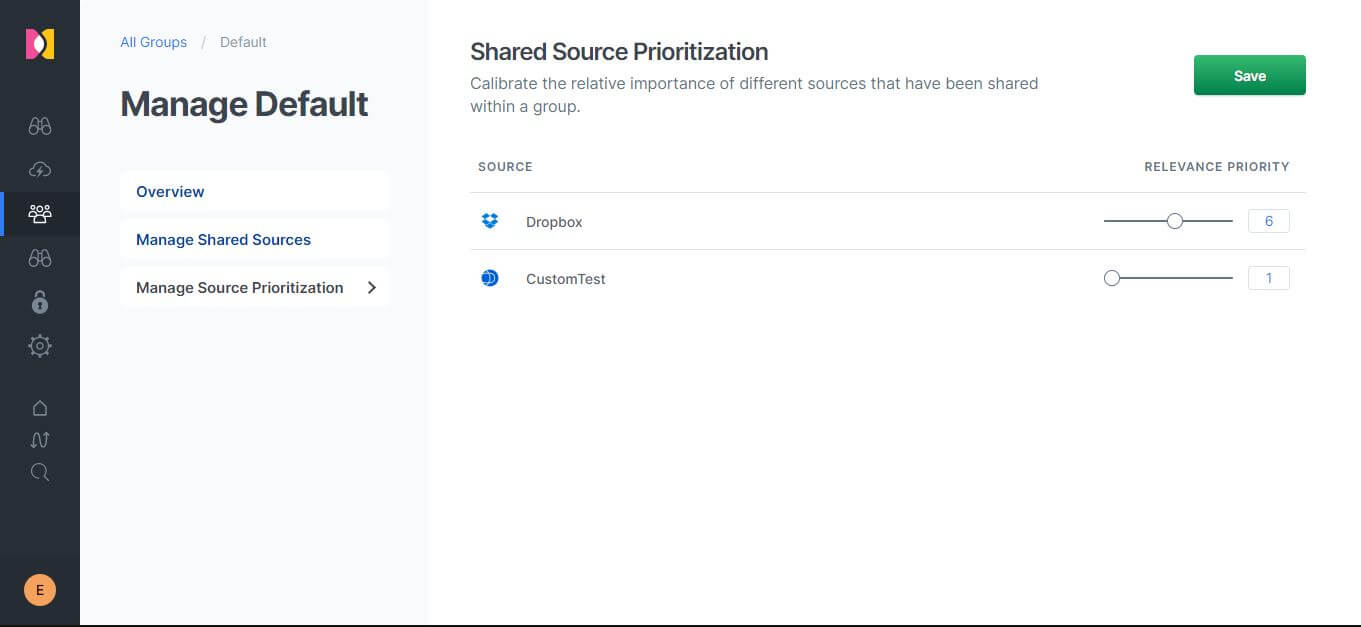 All Groups / Default
Manage Default
Overview
Manage Shared Sources
Manage Source Prioritization
Shared Source Prioritization
Calibrate the relative importance of different sources that have been shared
within a group.
Save
SOURCE RELEVANCE PRIORITY
Dropbox 6
CustomTest 1
E